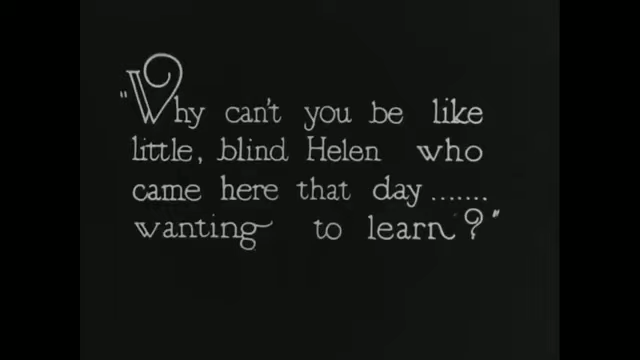 "Why can't you be like
little, blind Helen who
came here that day.......
wanting to learn?"